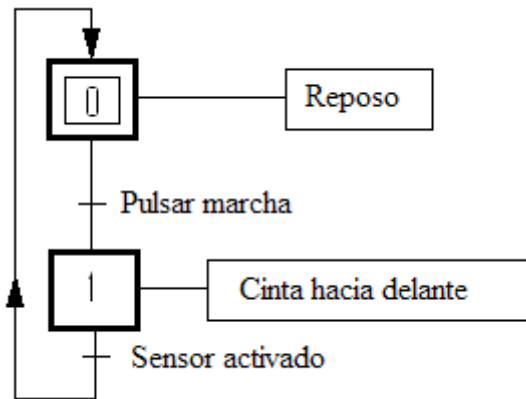 0
Reposo
Pulsar marcha
1
Cinta hacia delante
Sensor activado